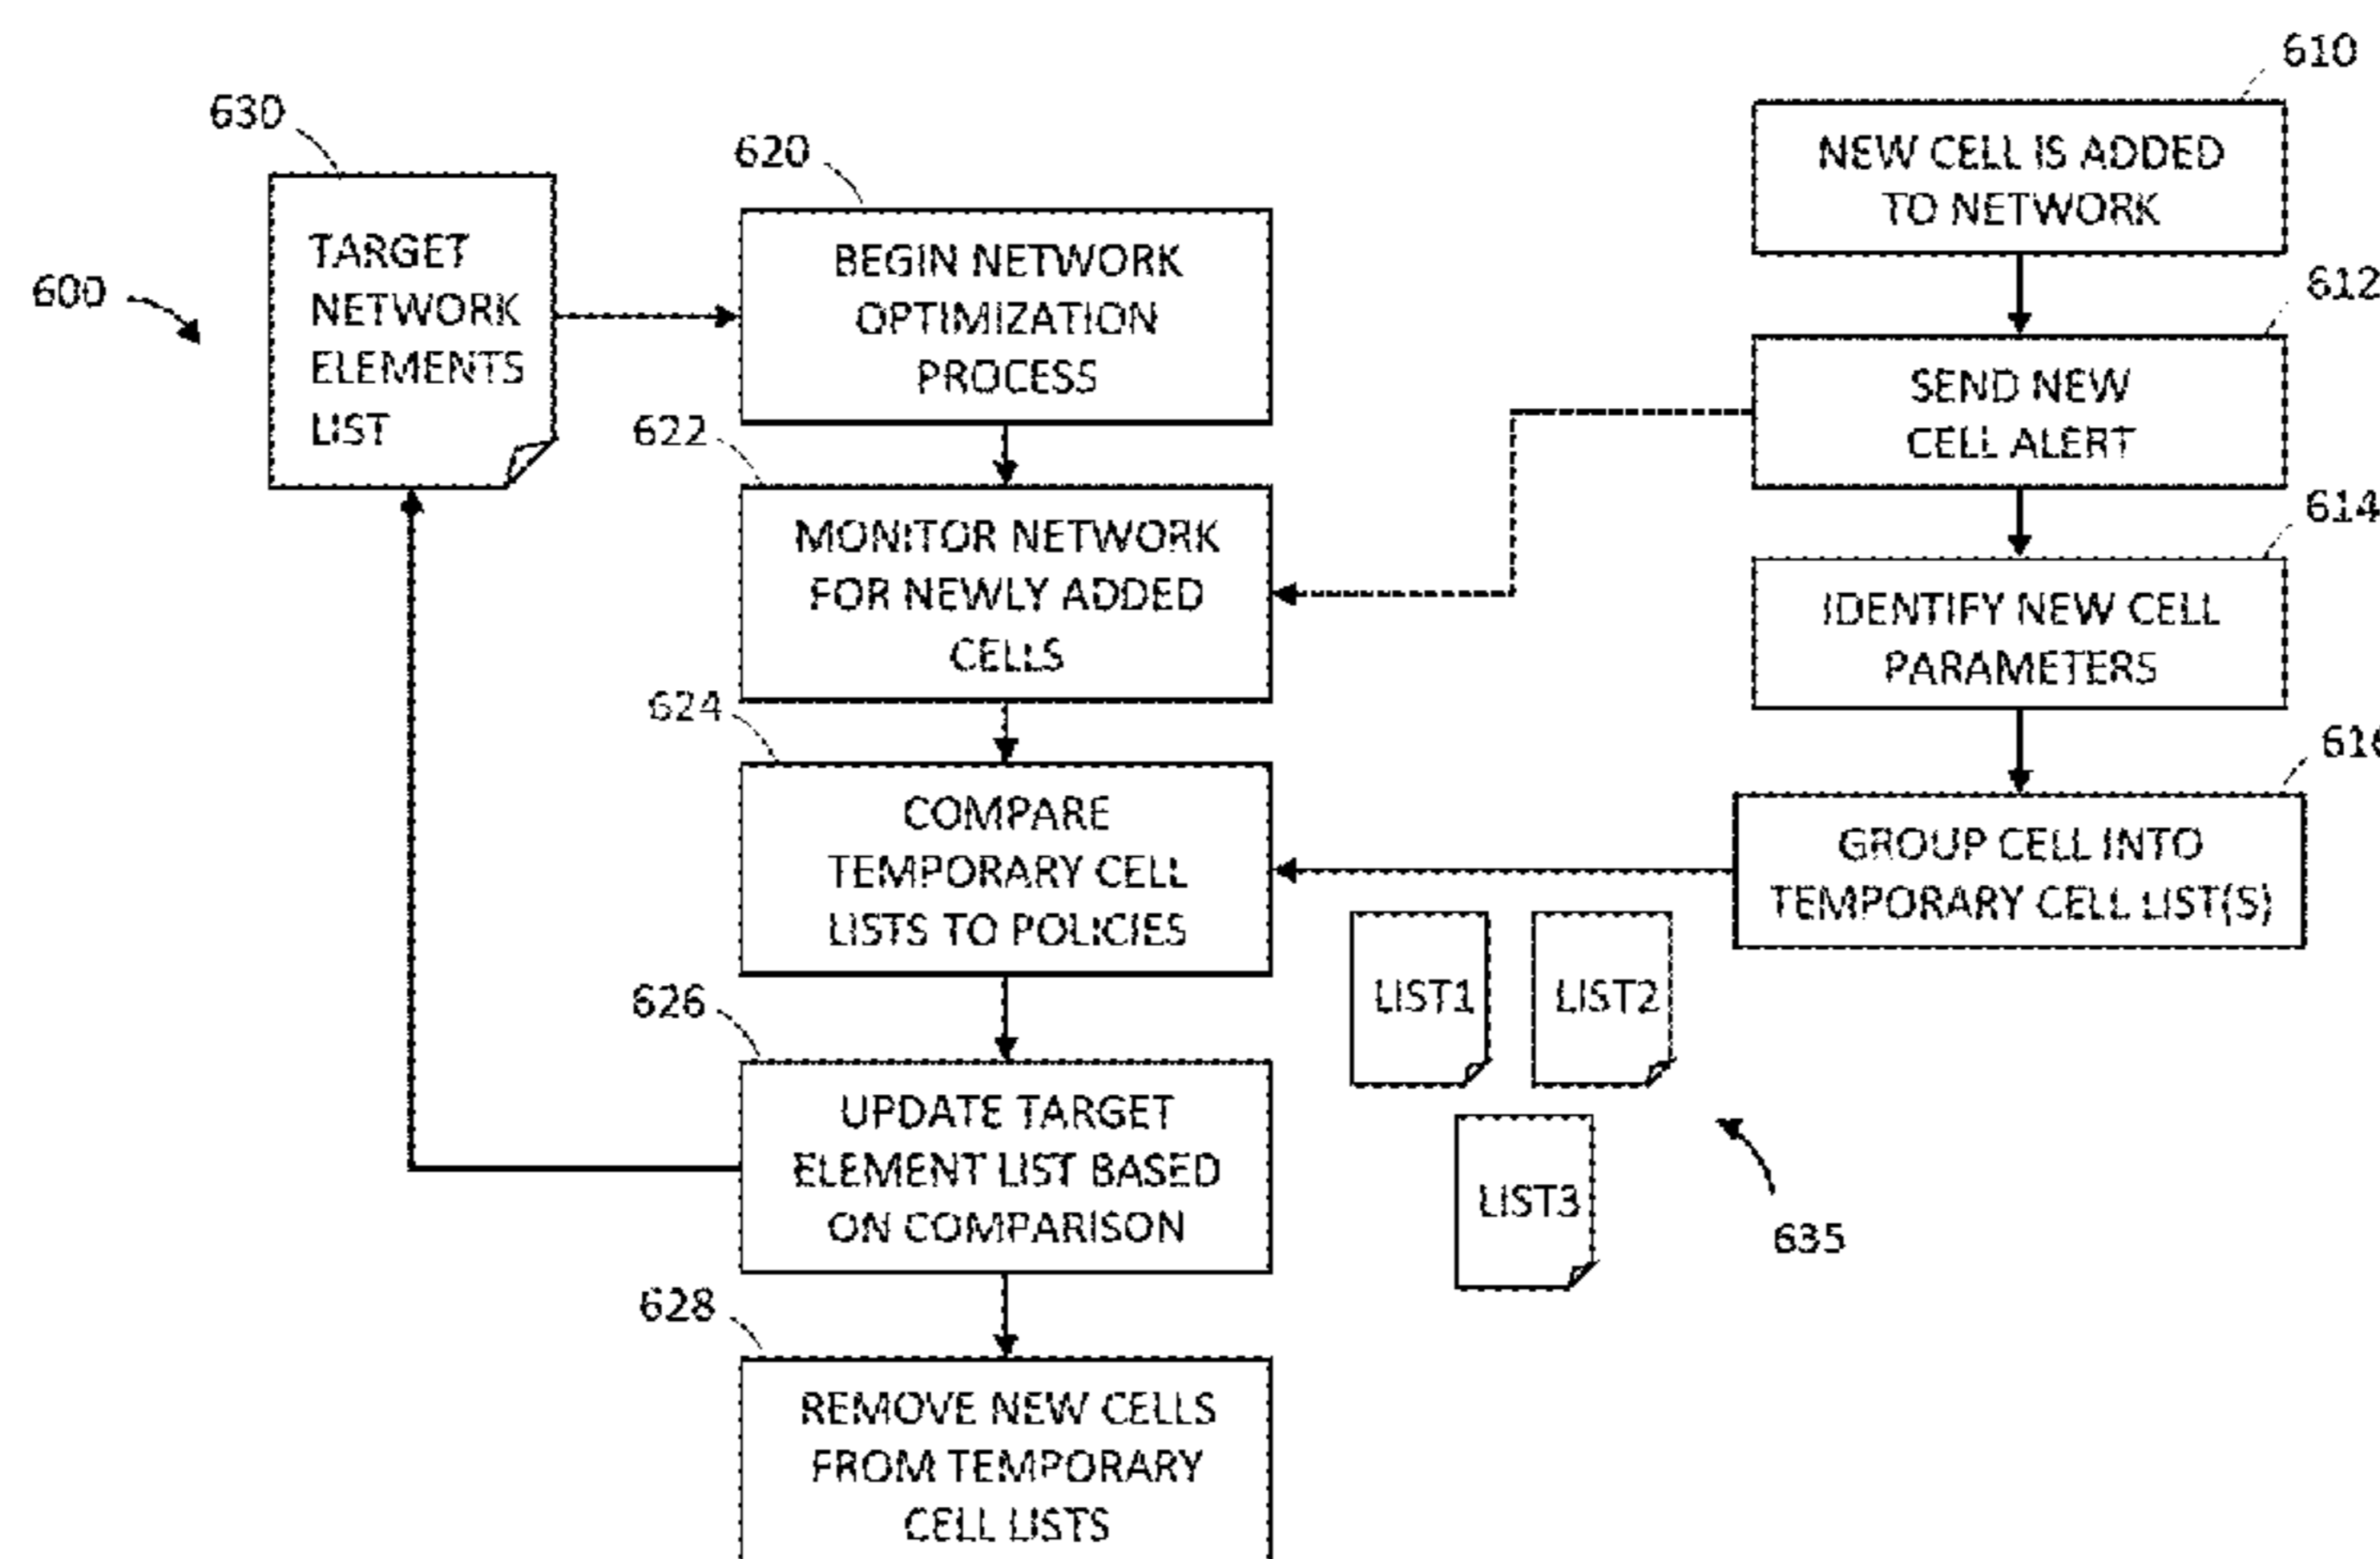 630
TARGET
NETWORK
ELEMENTS
LIST
600
620
BEGIN NETWORK
OPTIMIZATION
PROCESS
622
MONITOR NETWORK
FOR NEWLY ADDED
CELLS
624
COMPARE
TEMPORARY CELL
LISTS TO POLICIES
626
UPDATE TARGET
ELEMENT LIST BASED
ON COMPARISON
628
REMOVE NEW CELLS
FROM TEMPORARY
CELL LISTS
610
NEW CELL IS ADDED
TO NETWORK
612
SEND NEW
CELL ALERT
614
IDENTIFY NEW CELL
PARAMETERS
616
GROUP CELL INTO
TEMPORARY CELL LIST(S)
LIST1
LIST2
LIST3
635